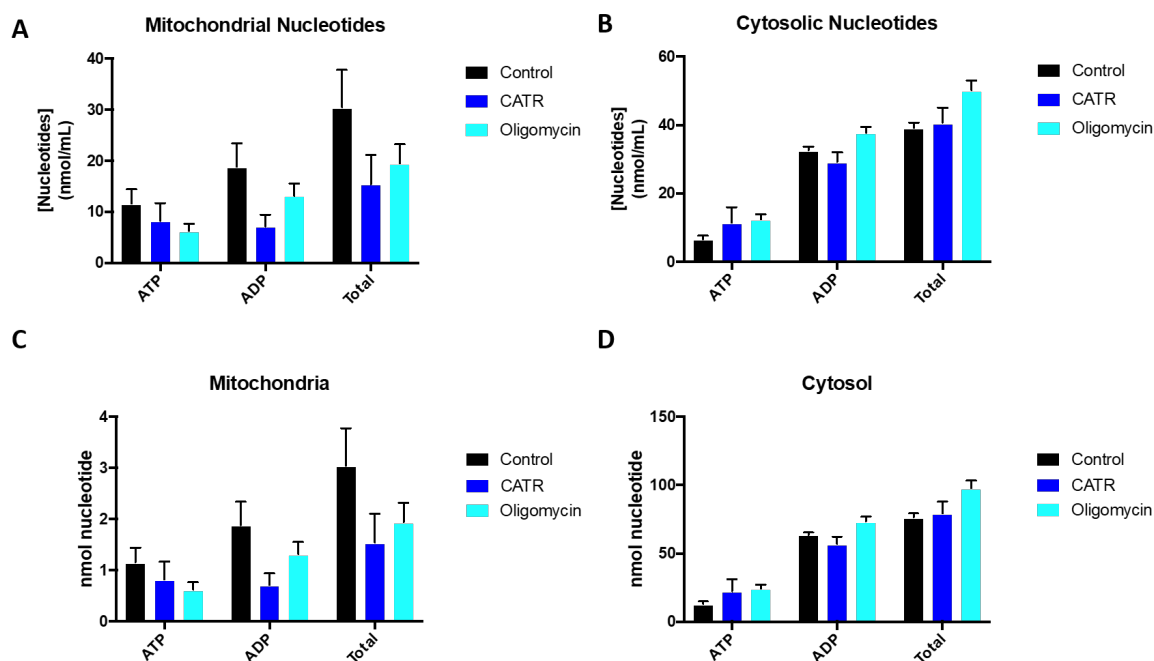 A
Mitochondrial Nucleotides
[Nucleotides]
(nmol/mL)
40
30
20
10
0
ATP
ADP
Total
Control
CATR
Oligomycin
B
Cytosolic Nucleotides
[Nucleotides]
(nmol/mL)
60
40
20
0
ATP
ADP
Total
Control
CATR
Oligomycin
C
Mitochondria
nmol nucleotide
4
3
2
1
0
ATP
ADP
Total
Control
CATR
Oligomycin
D
Cytosol
nmol nucleotide
150
100
50
0
ATP
ADP
Total
Control
CATR
Oligomycin